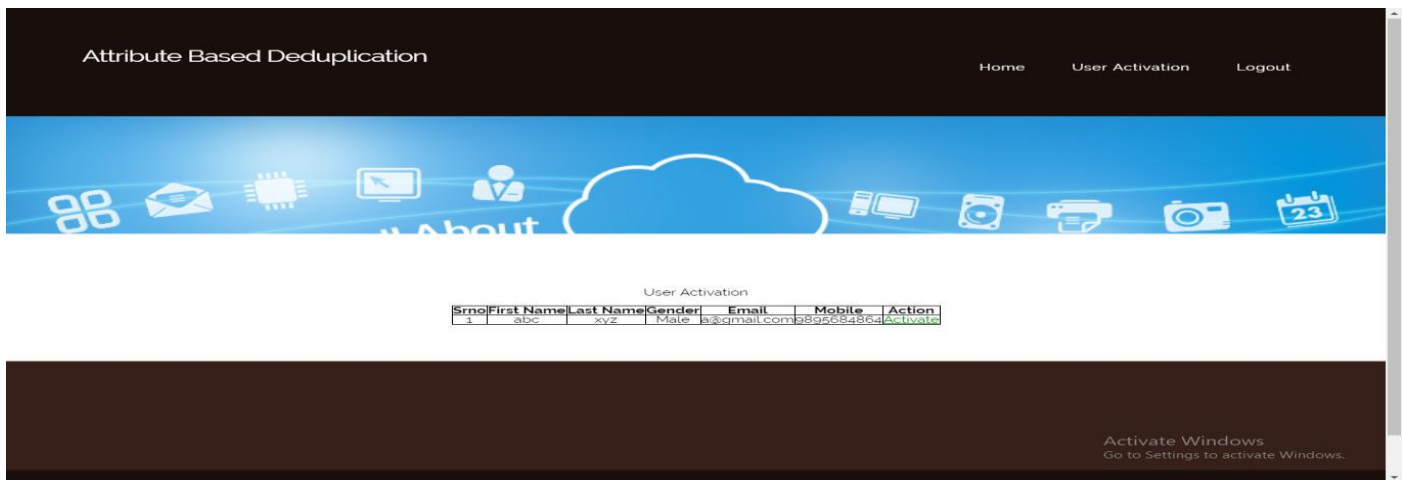 Attribute Based Deduplication
Home User Activation Logout
23
About
User Activation
Srno First Name Last Name Gender Email Mobile Action
1 abc xyz Male a@gmail.com 9895684864 Activate
Activate Windows
Go to Settings to activate Windows.